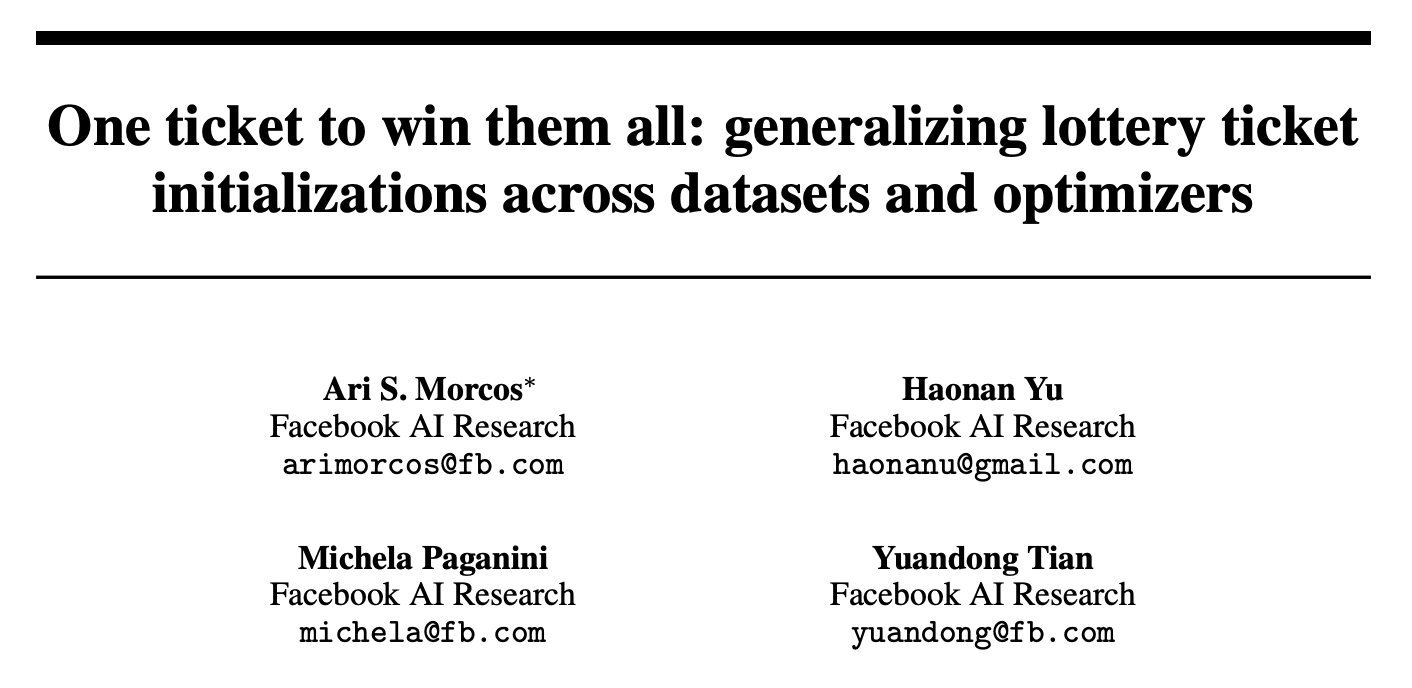 One ticket to win them all: generalizing lottery ticket
initializations across datasets and optimizers
Ari S. Morcos*
Facebook AI Research
arimorcos@fb.com
Haonan Yu
Facebook AI Research
haonanu@gmail.com
Michela Paganini
Facebook AI Research
michela@fb.com
Yuandong Tian
Facebook AI Research
yuandong@fb.com